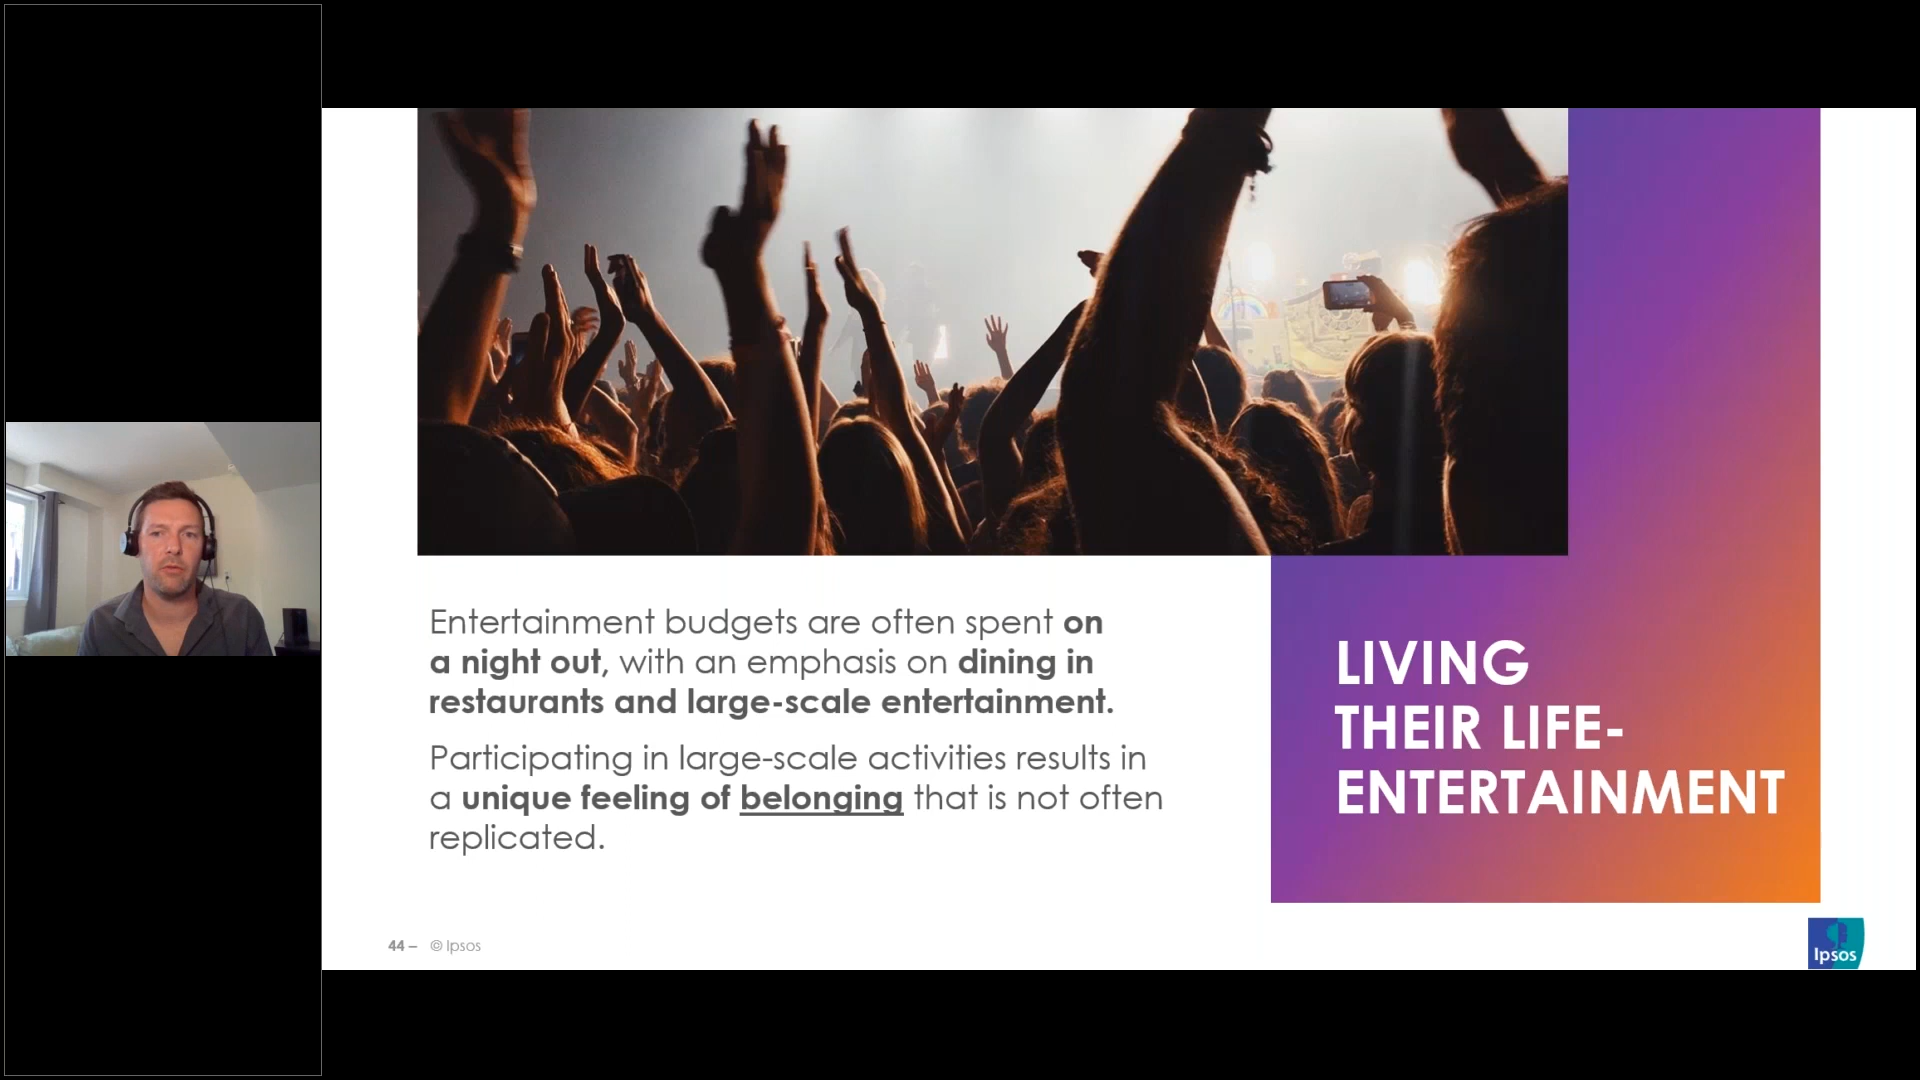 Entertainment budgets are often spent on
a night out, with an emphasis on dining in
restaurants and large-scale entertainment.
Participating in large-scale activities results in
a unique feeling of belonging that is not often
replicated.
LIVING
THEIR LIFE-
ENTERTAINMENT
44 – © Ipsos
Ipsos